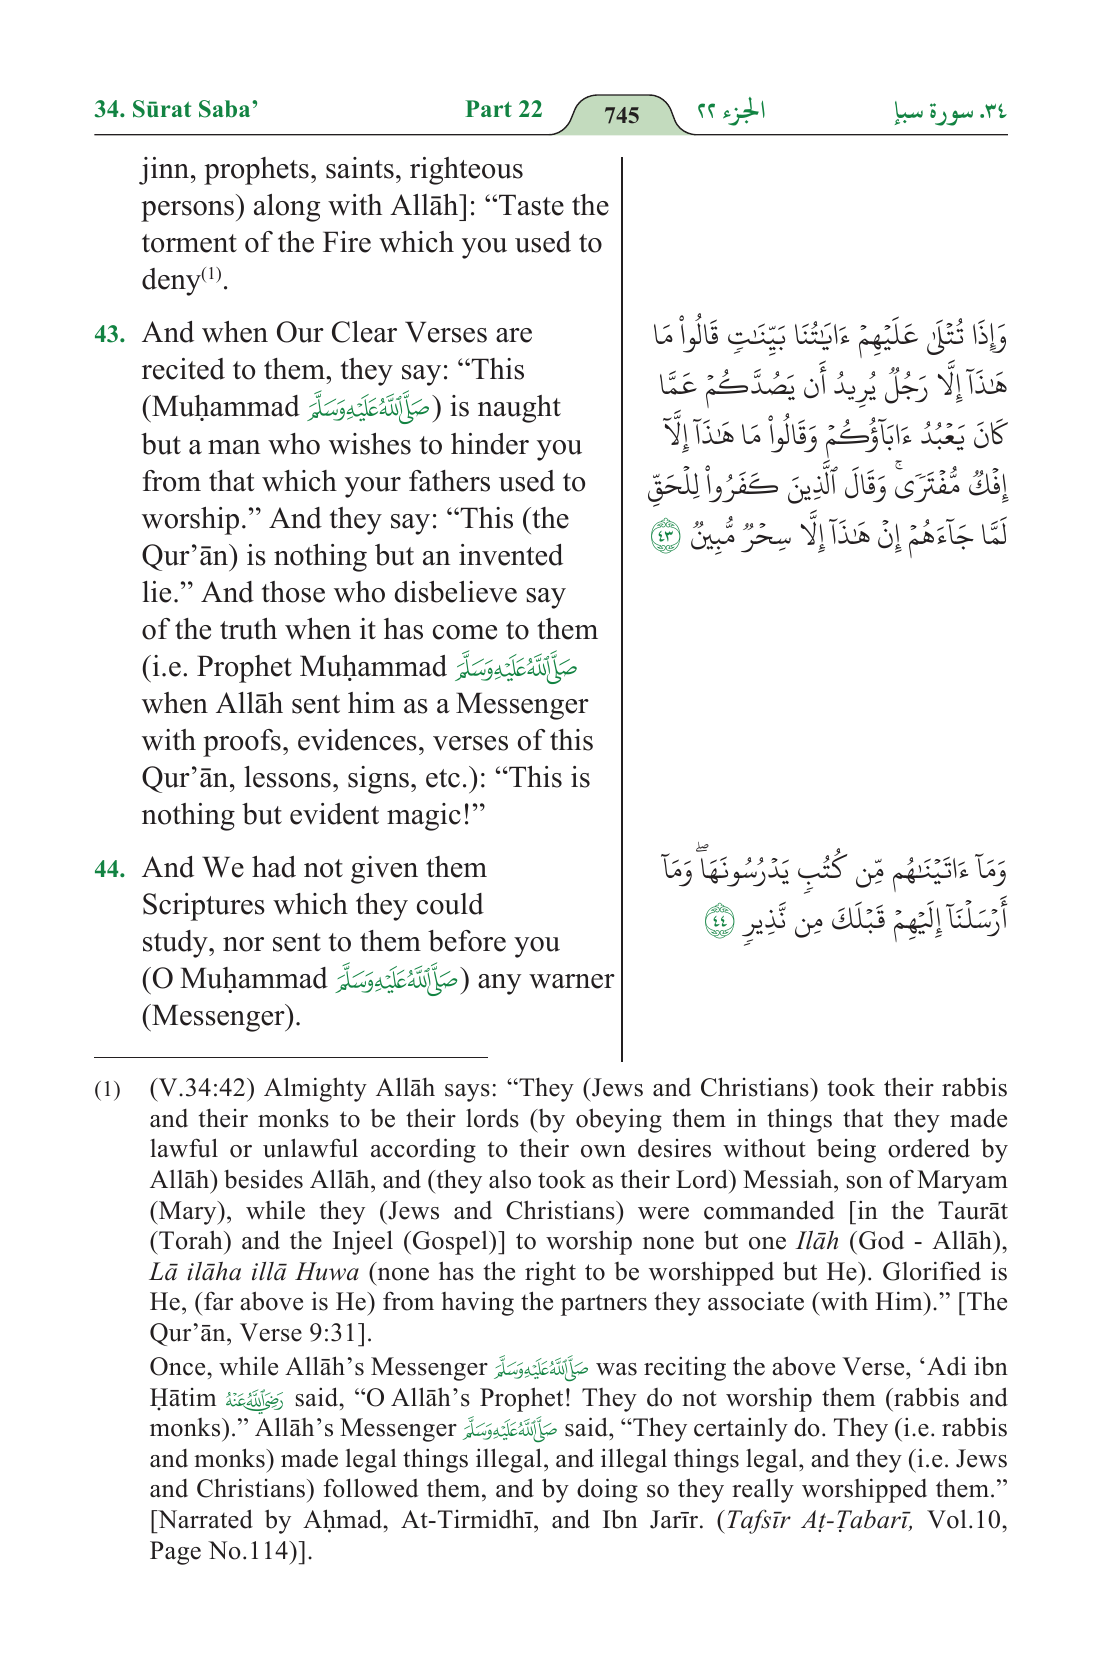 34. Sūrat Saba’ Part 22 745 الجزء ٢٢ ٣٤. سورة سبإ
jinn, prophets, saints, righteous
persons) along with Allāh]: “Taste the
torment of the Fire which you used to
deny(1).
43. And when Our Clear Verses are
recited to them, they say: “This
(Muḥammad صَلَّى ٱللَّهُ عَلَيْهِ وَسَلَّمَ) is naught
but a man who wishes to hinder you
from that which your fathers used to
worship.” And they say: “This (the
Qur’ān) is nothing but an invented
lie.” And those who disbelieve say
of the truth when it has come to them
(i.e. Prophet Muḥammad صَلَّى ٱللَّهُ عَلَيْهِ وَسَلَّمَ
when Allāh sent him as a Messenger
with proofs, evidences, verses of this
Qur’ān, lessons, signs, etc.): “This is
nothing but evident magic!”
وَإِذَا تُتْلَىٰ عَلَيْهِمْ ءَايَـٰتُنَا بَيِّنَـٰتٍ قَالُوا۟ مَا
هَـٰذَآ إِلَّا رَجُلٌ يُرِيدُ أَن يَصُدَّكُمْ عَمَّا
كَانَ يَعْبُدُ ءَابَآؤُكُمْ وَقَالُوا۟ مَا هَـٰذَآ إِلَّآ
إِفْكٌ مُّفْتَرًى ۚ وَقَالَ ٱلَّذِينَ كَفَرُوا۟ لِلْحَقِّ
لَمَّا جَآءَهُمْ إِنْ هَـٰذَآ إِلَّا سِحْرٌ مُّبِينٌ ٤٣
44. And We had not given them
Scriptures which they could
study, nor sent to them before you
(O Muḥammad صَلَّى ٱللَّهُ عَلَيْهِ وَسَلَّمَ) any warner
(Messenger).
وَمَآ ءَاتَيْنَـٰهُم مِّن كُتُبٍ يَدْرُسُونَهَا ۖ وَمَآ
أَرْسَلْنَآ إِلَيْهِمْ قَبْلَكَ مِن نَّذِيرٍ ٤٤
(1) (V.34:42) Almighty Allāh says: “They (Jews and Christians) took their rabbis
and their monks to be their lords (by obeying them in things that they made
lawful or unlawful according to their own desires without being ordered by
Allāh) besides Allāh, and (they also took as their Lord) Messiah, son of Maryam
(Mary), while they (Jews and Christians) were commanded [in the Taurāt
(Torah) and the Injeel (Gospel)] to worship none but one Ilāh (God - Allāh),
Lā ilāha illā Huwa (none has the right to be worshipped but He). Glorified is
He, (far above is He) from having the partners they associate (with Him).” [The
Qur’ān, Verse 9:31].
Once, while Allāh’s Messenger صَلَّى ٱللَّهُ عَلَيْهِ وَسَلَّمَ was reciting the above Verse, ‘Adi ibn
Ḥātim رَضِيَ ٱللَّهُ عَنْهُ said, “O Allāh’s Prophet! They do not worship them (rabbis and
monks).” Allāh’s Messenger صَلَّى ٱللَّهُ عَلَيْهِ وَسَلَّمَ said, “They certainly do. They (i.e. rabbis
and monks) made legal things illegal, and illegal things legal, and they (i.e. Jews
and Christians) followed them, and by doing so they really worshipped them.”
[Narrated by Aḥmad, At-Tirmidhī, and Ibn Jarīr. (Tafsīr Aṭ-Ṭabarī, Vol.10,
Page No.114)].